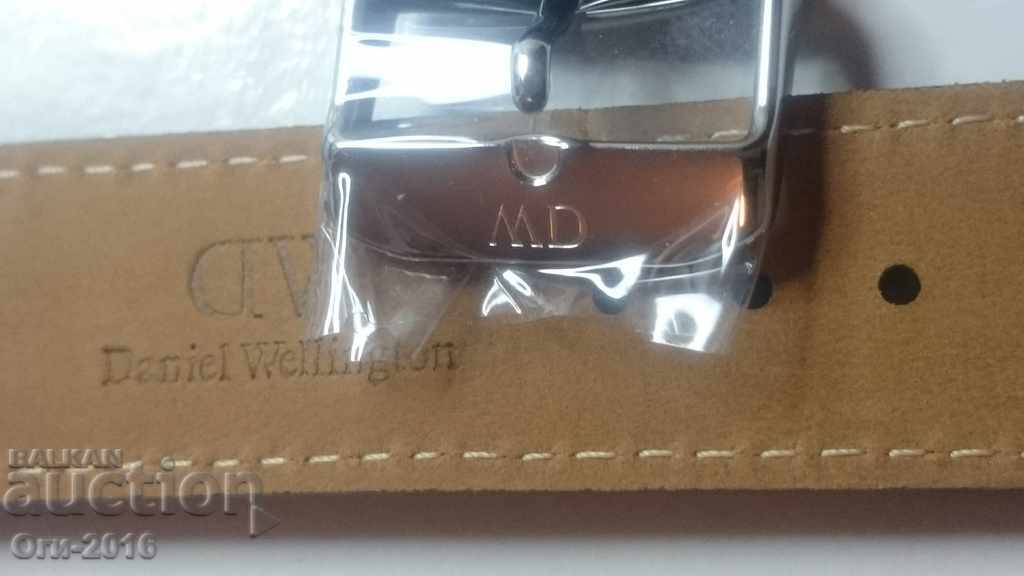 DW
DW
Daniel Wellington
BALKAN
auction
Оги-2016